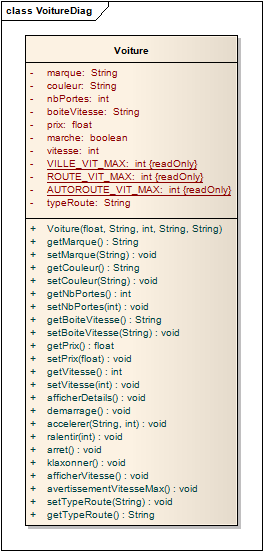 class VoitureDiag
Voiture
- marque: String
- couleur: String
- nbPortes: int
- boiteVitesse: String
- prix: float
- marche: boolean
- vitesse: int
- VILLE_VIT_MAX: int {readOnly}
- ROUTE_VIT_MAX: int {readOnly}
- AUTOROUTE_VIT_MAX: int {readOnly}
- typeRoute: String
+ Voiture(float, String, int, String, String)
+ getMarque() : String
+ setMarque(String) : void
+ getCouleur() : String
+ setCouleur(String) : void
+ getNbPortes() : int
+ setNbPortes(int) : void
+ getBoiteVitesse() : String
+ setBoiteVitesse(String) : void
+ getPrix() : float
+ setPrix(float) : void
+ getVitesse() : int
+ setVitesse(int) : void
+ afficherDetails() : void
+ demarrage() : void
+ accelerer(String, int) : void
+ ralentir(int) : void
+ arret() : void
+ klaxonner() : void
+ afficherVitesse() : void
+ avertissementVitesseMax() : void
+ setTypeRoute(String) : void
+ getTypeRoute() : String